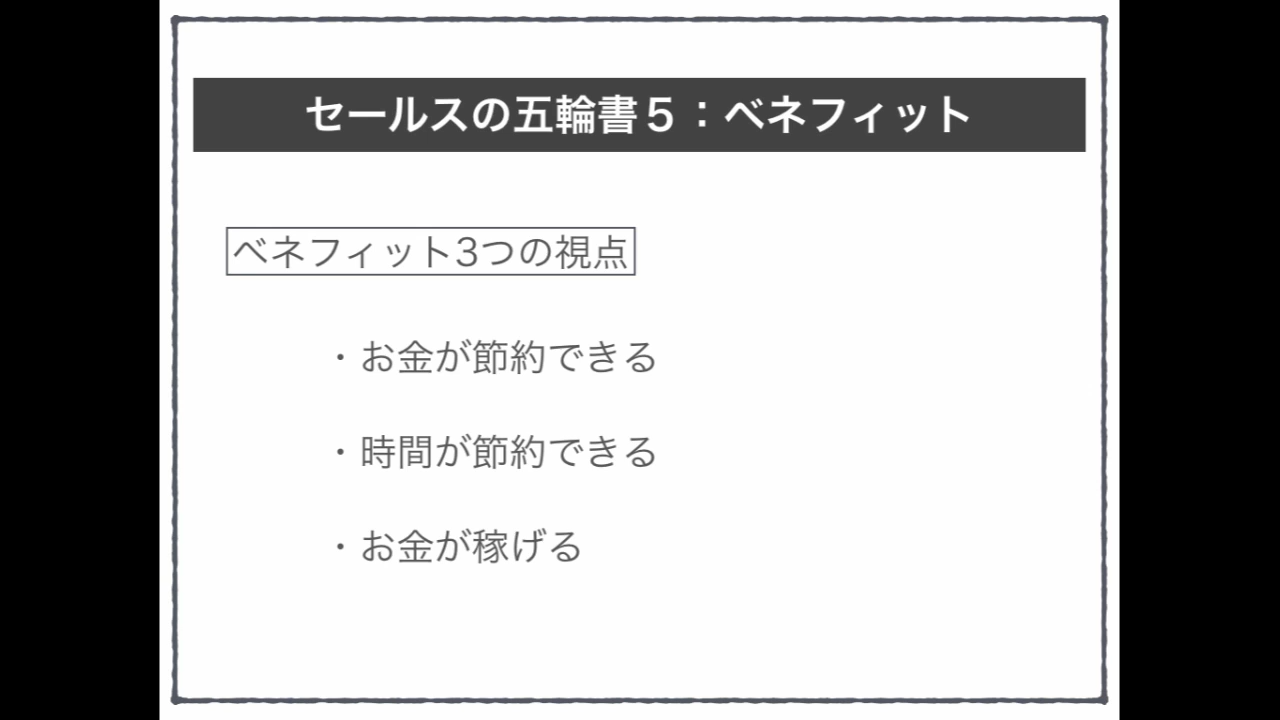 セールスの五輪書５：ベネフィット
ベネフィット3つの視点
・お金が節約できる
・時間が節約できる
・お金が稼げる